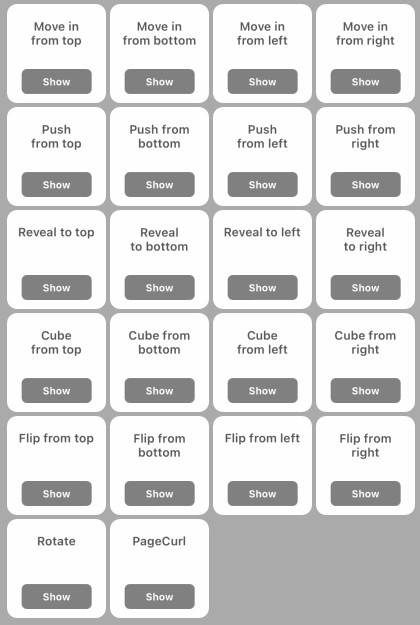 Move in
from top
Show
Move in
from bottom
Show
Move in
from left
Show
Move in
from right
Show
Push
from top
Show
Push from
bottom
Show
Push
from left
Show
Push from
right
Show
Reveal to top
Show
Reveal
to bottom
Show
Reveal to left
Show
Reveal
to right
Show
Cube
from top
Show
Cube from
bottom
Show
Cube
from left
Show
Cube from
right
Show
Flip from top
Show
Flip from
bottom
Show
Flip from left
Show
Flip from
right
Show
Rotate
Show
PageCurl
Show